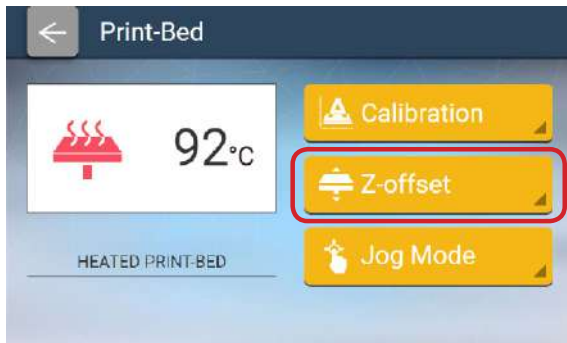 Print-Bed
92°C
HEATED PRINT-BED
Calibration
Z-offset
Jog Mode